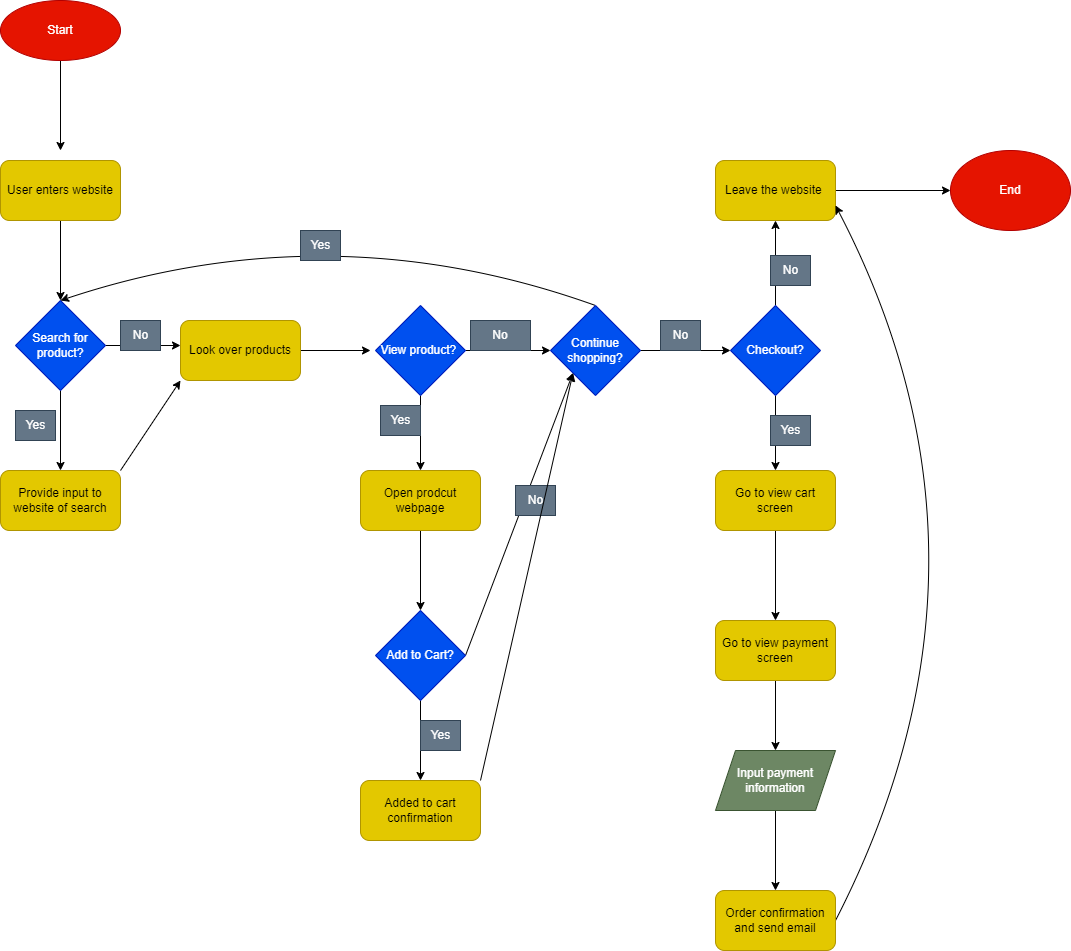 Start
User enters website
Leave the website
End
Yes
No
Search for
product?
No
Look over products
View product?
No
Continue
shopping?
No
Checkout?
Yes
Yes
Yes
Provide input to
website of search
Open prodcut
webpage
No
Go to view cart
screen
Add to Cart?
Go to view payment
screen
Yes
Added to cart
confirmation
Input payment
information
Order confirmation
and send email